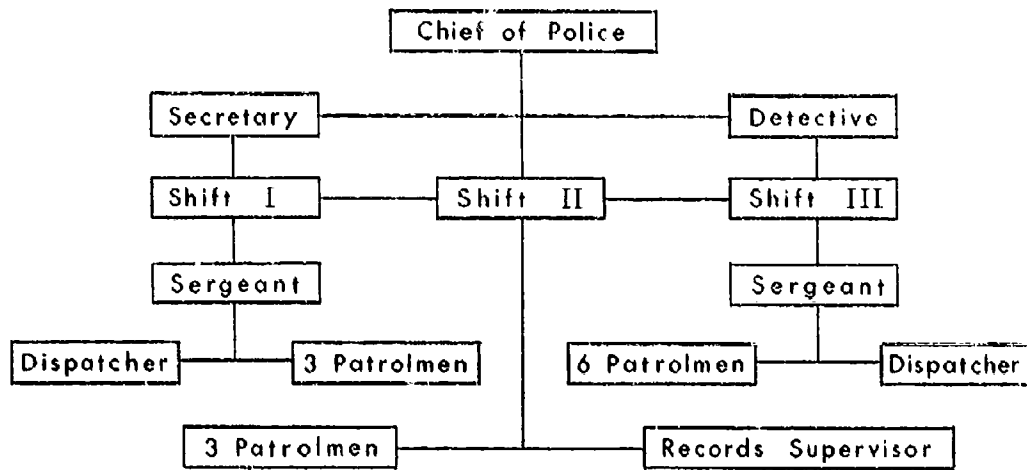 Chief of Police
Secretary
Detective
Shift I
Shift II
Shift III
Sergeant
Sergeant
Dispatcher
3 Patrolmen
6 Patrolmen
Dispatcher
3 Patrolmen
Records Supervisor